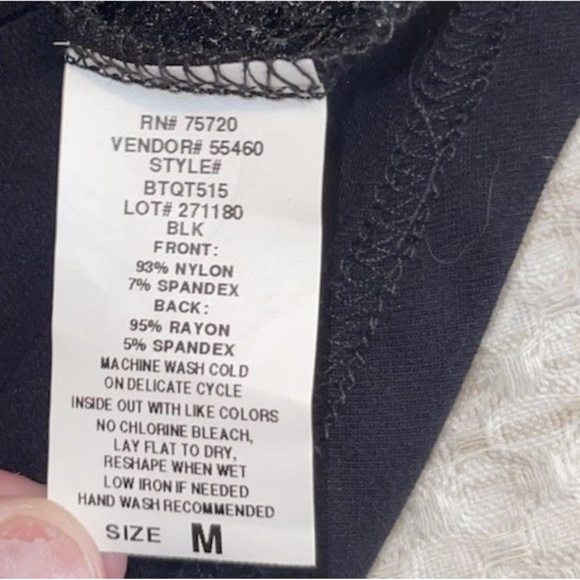 RN# 75720
VENDOR# 55460
STYLE#
BTQT515
LOT# 271180
BLK
FRONT:
93% NYLON
7% SPANDEX
BACK:
95% RAYON
5% SPANDEX
MACHINE WASH COLD
ON DELICATE CYCLE
INSIDE OUT WITH LIKE COLORS
NO CHLORINE BLEACH,
LAY FLAT TO DRY,
RESHAPE WHEN WET
LOW IRON IF NEEDED
HAND WASH RECOMMENDED
SIZE M